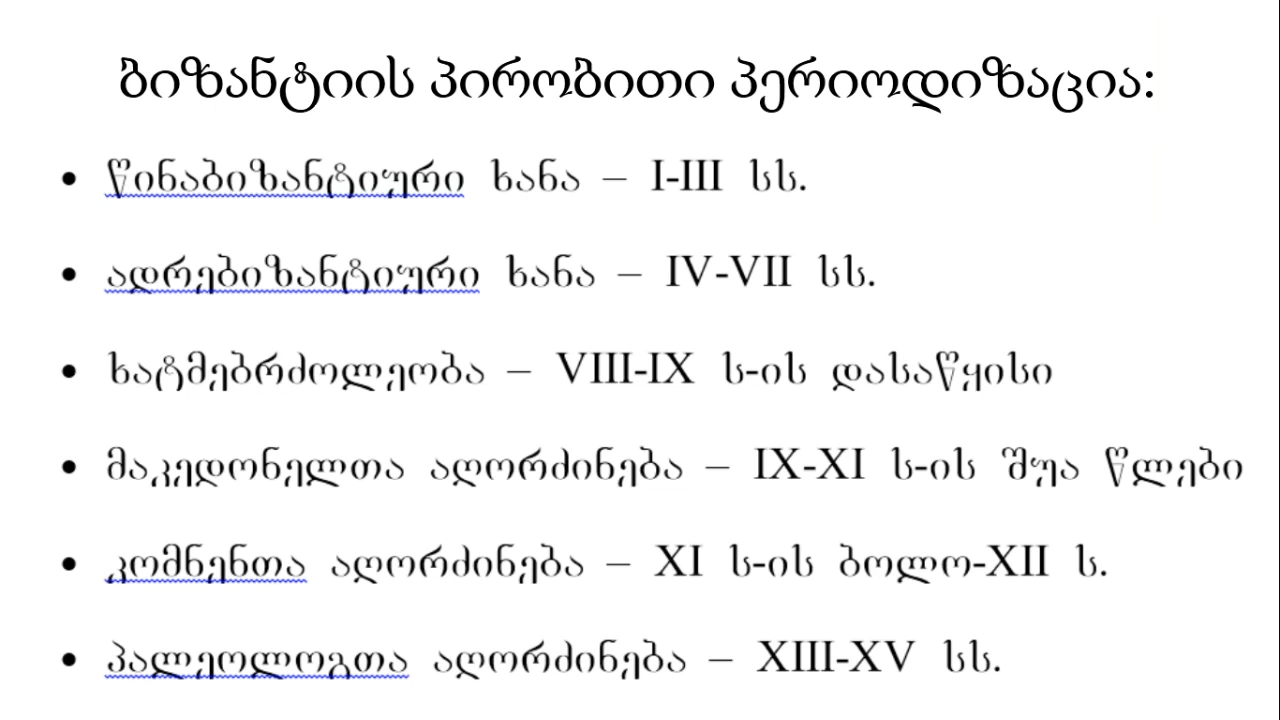 ბიზანტიის პირობითი პერიოდიზაცია:
• წინაბიზანტიური ხანა – I-III სს.
• ადრებიზანტიური ხანა – IV-VII სს.
• ხატმებრძოლეობა – VIII-IX ს-ის დასაწყისი
• მაკედონელთა აღორძინება – IX-XI ს-ის შუა წლები
• კომნენთა აღორძინება – XI ს-ის ბოლო-XII ს.
• პალეოლოგთა აღორძინება – XIII-XV სს.